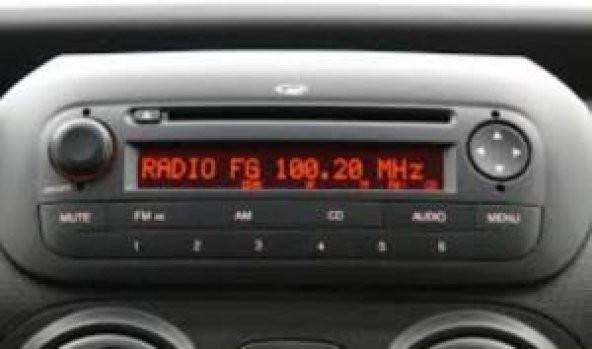 RADIO FG 100.20 MHz
MUTE FM AM CD AUDIO MENU
1 2 3 4 5 6